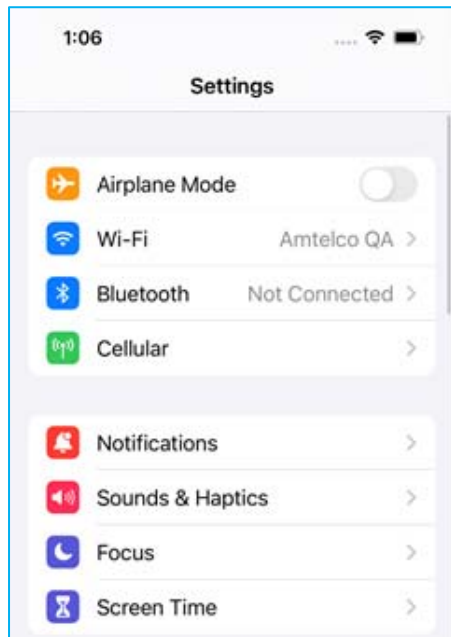 1:06
Settings
Airplane Mode
Wi-Fi Amtelco QA
Bluetooth Not Connected
Cellular
Notifications
Sounds & Haptics
Focus
Screen Time